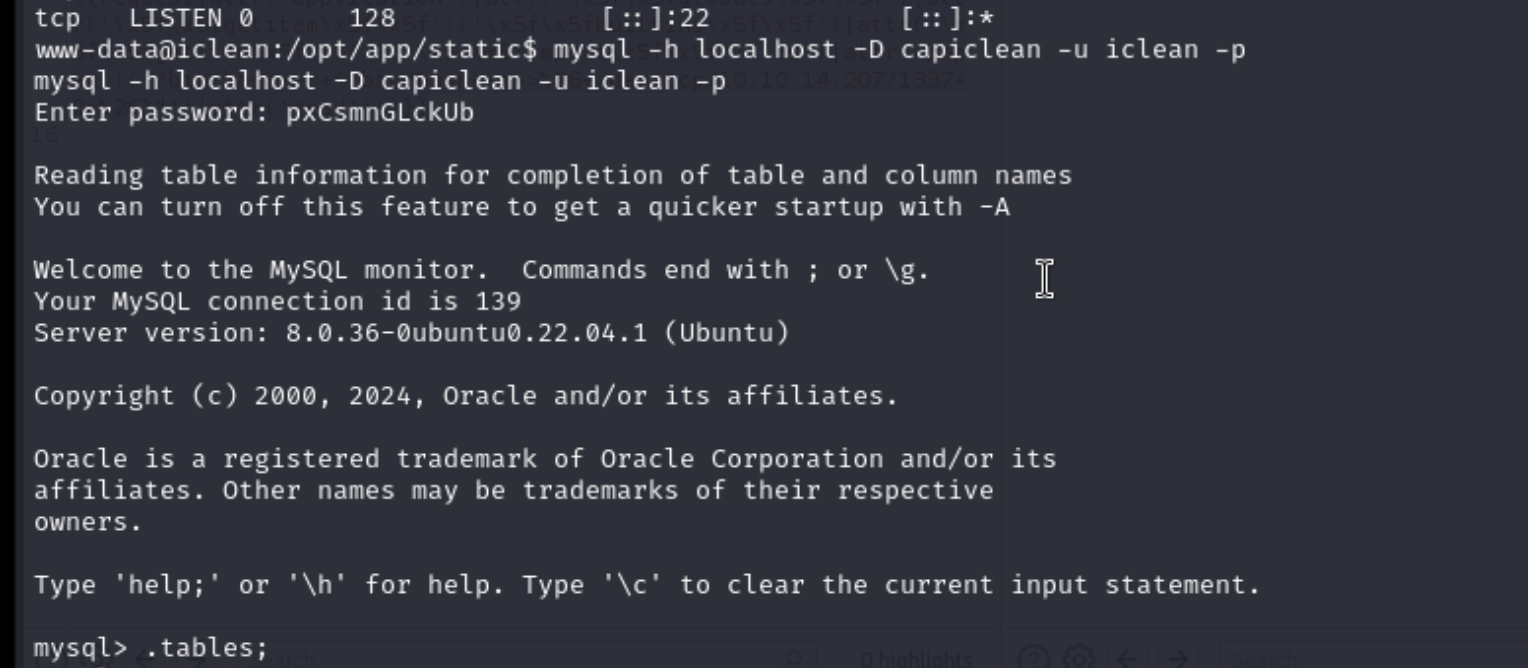 tcp   LISTEN 0      128             [::]:22            [::]:*
www-data@iclean:/opt/app/static$ mysql -h localhost -D capiclean -u iclean -p
mysql -h localhost -D capiclean -u iclean -p
Enter password: pxCsmnGLckUb
16
Reading table information for completion of table and column names
You can turn off this feature to get a quicker startup with -A
Welcome to the MySQL monitor.  Commands end with ; or \g.
Your MySQL connection id is 139
Server version: 8.0.36-0ubuntu0.22.04.1 (Ubuntu)
Copyright (c) 2000, 2024, Oracle and/or its affiliates.
Oracle is a registered trademark of Oracle Corporation and/or its
affiliates. Other names may be trademarks of their respective
owners.
Type 'help;' or '\h' for help. Type '\c' to clear the current input statement.
mysql> .tables;
0 highlights Search